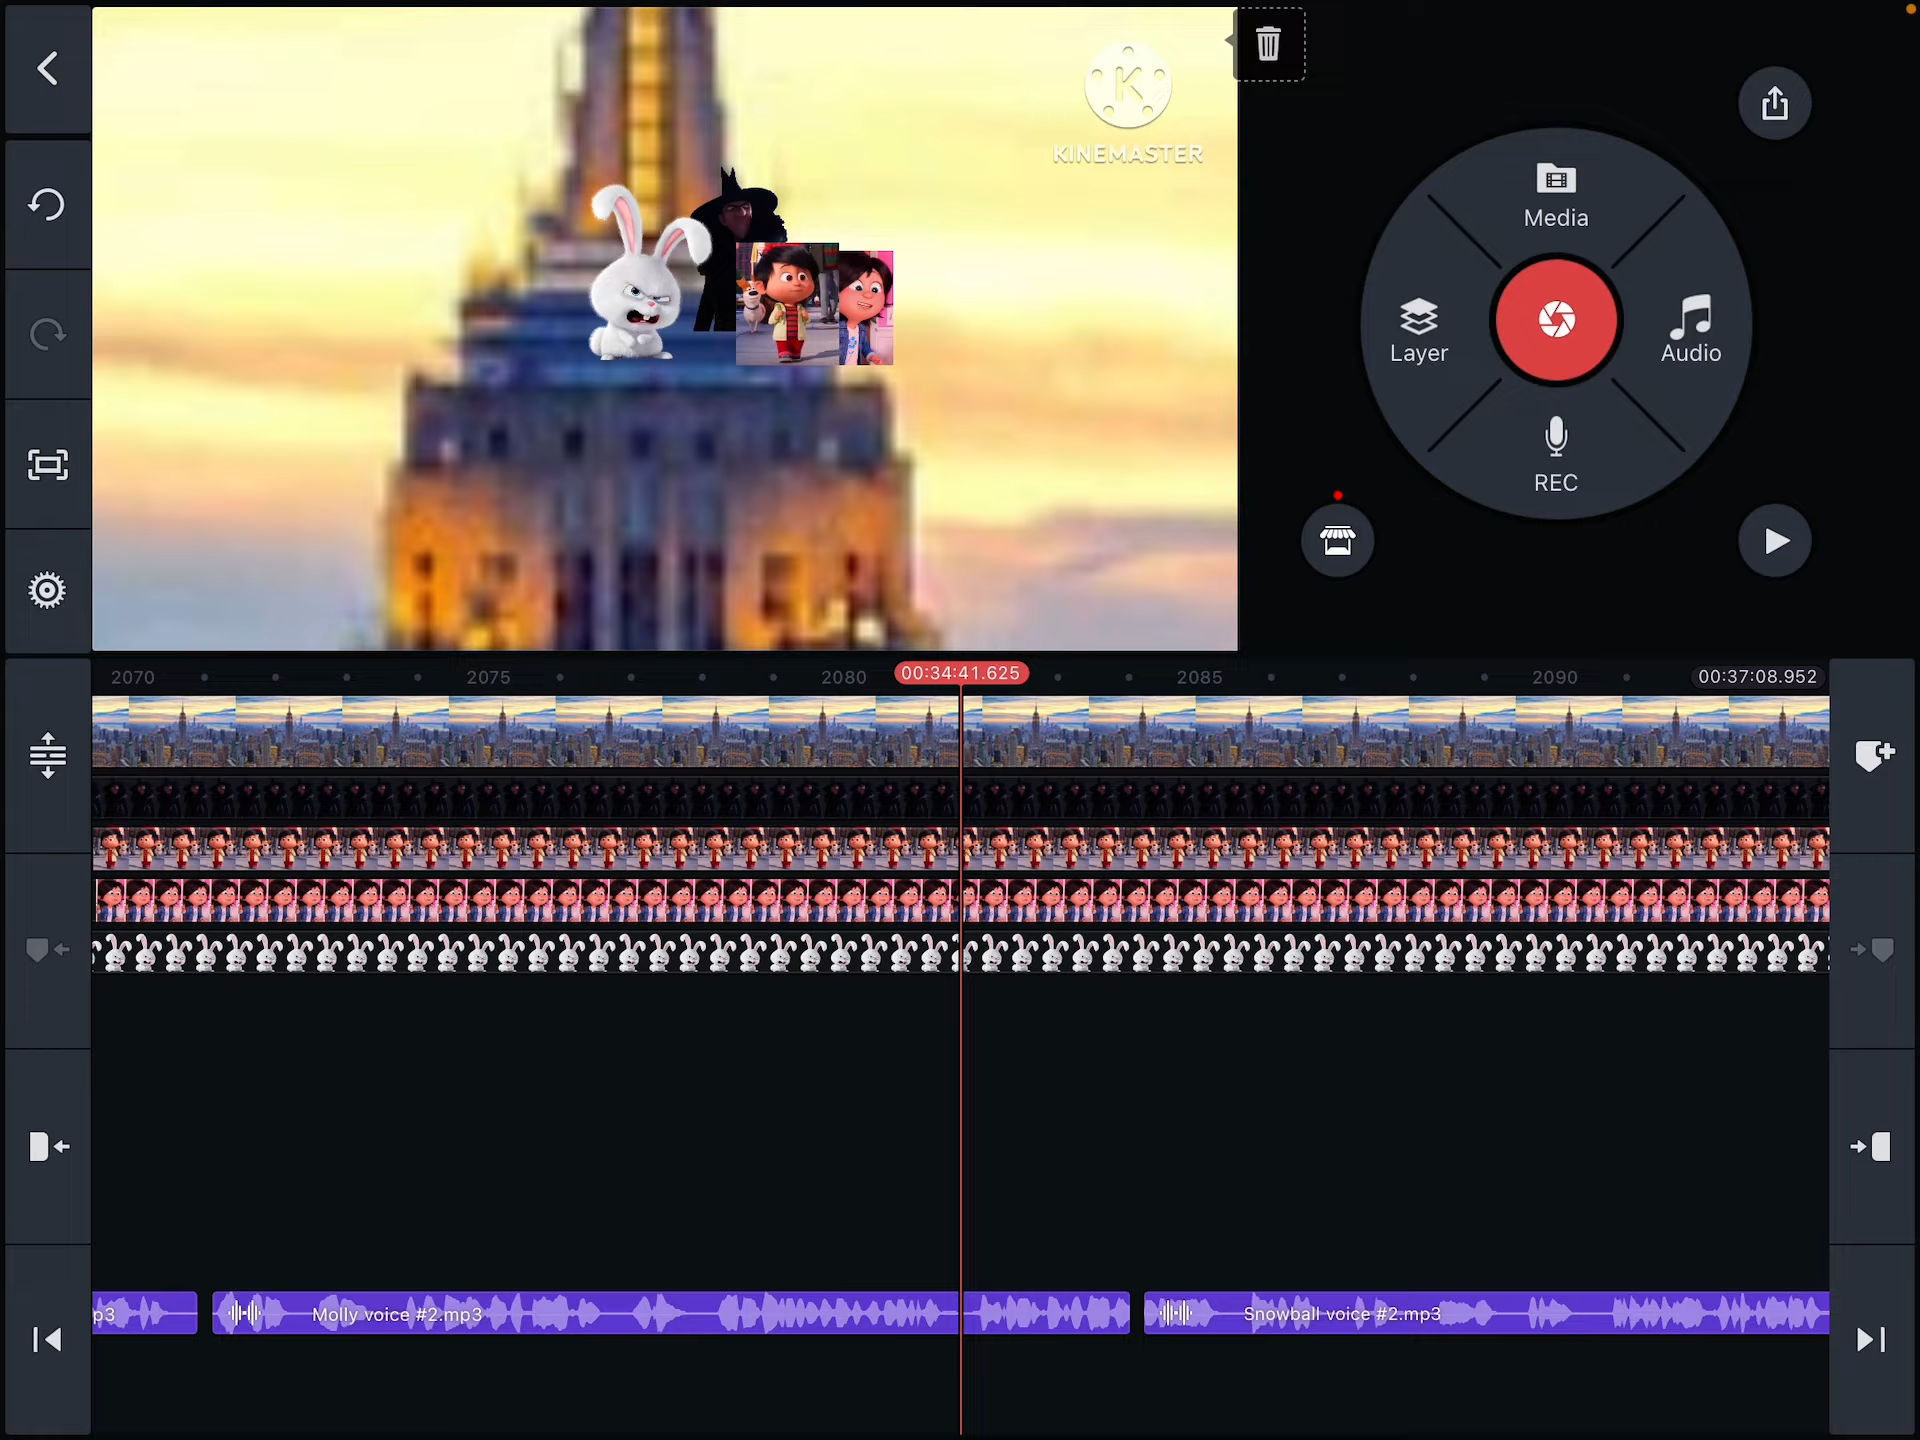 KINEMASTER
Media
Layer
Audio
REC
2070
2075
2080
00:34:41.625
2085
2090
00:37:08.952
p3
Molly voice #2.mp3
Snowball voice #2.mp3